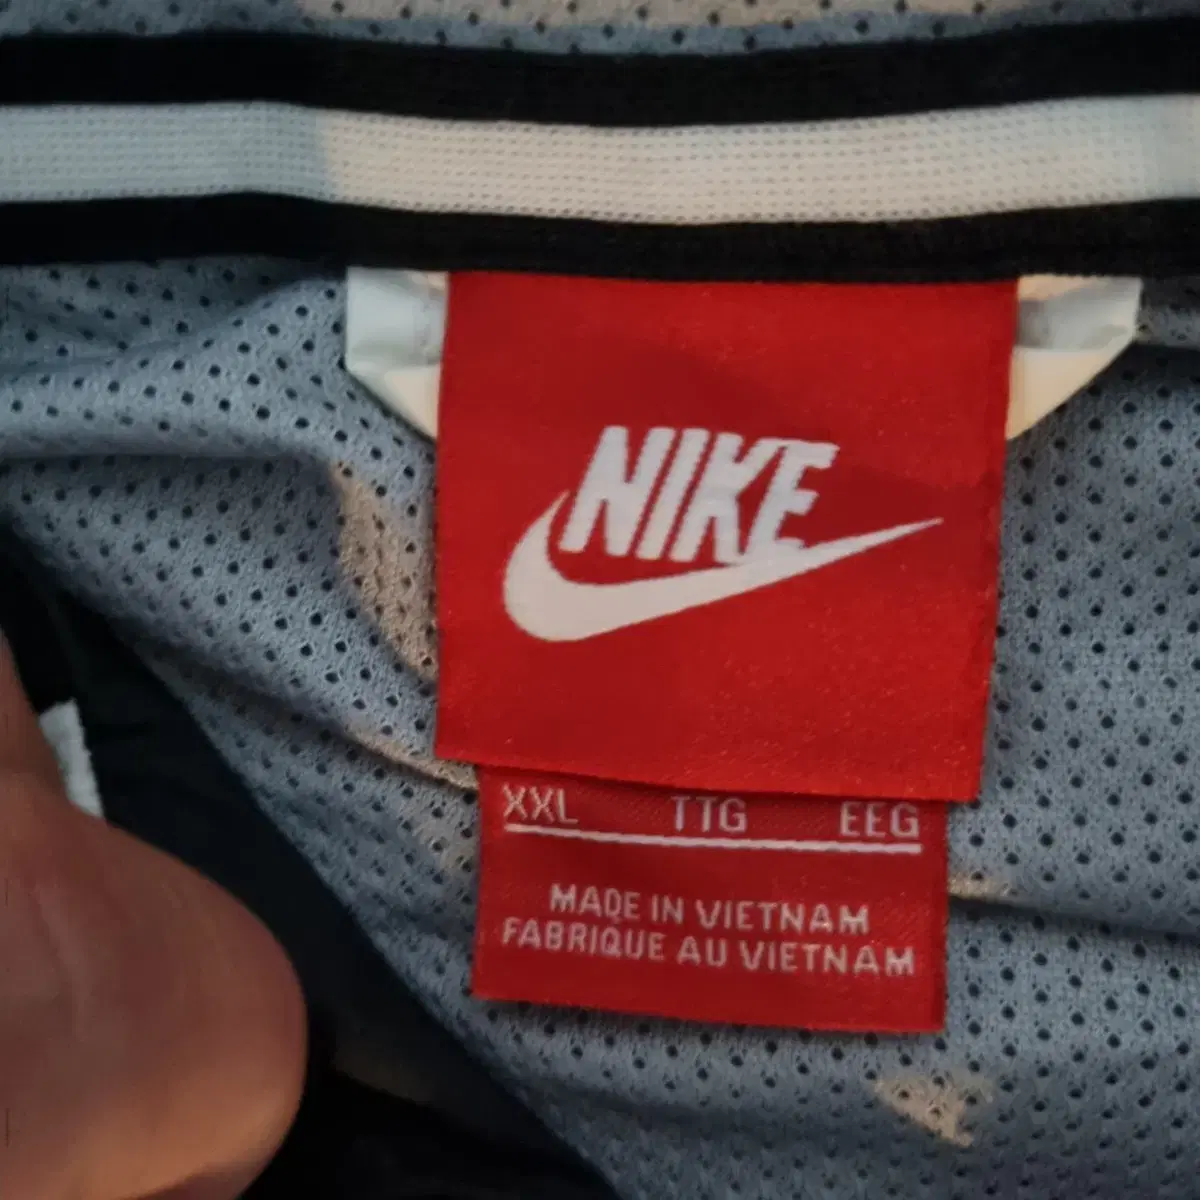 NIKE
XXL TTG EEG
MADE IN VIETNAM
FABRIQUE AU VIETNAM